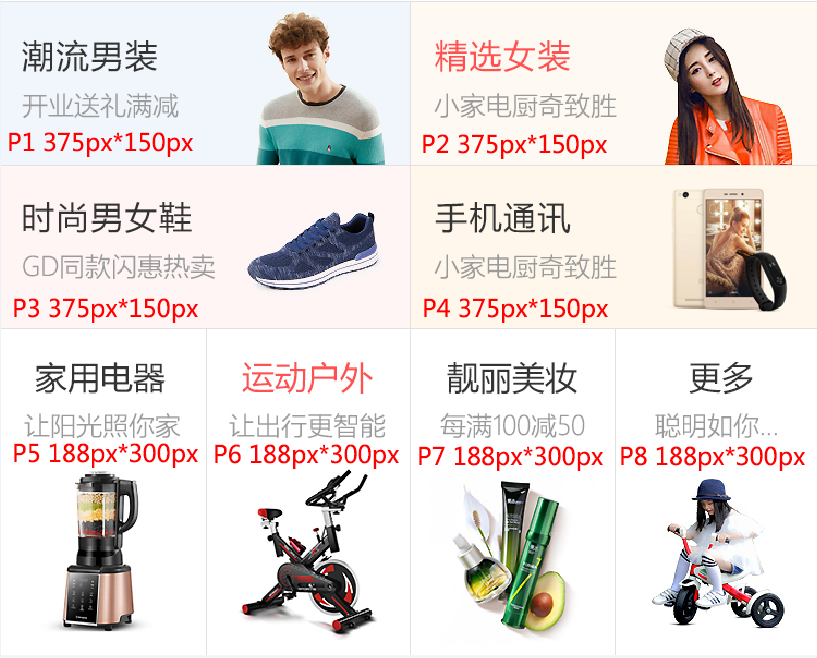 潮流男装
开业送礼满减
P1 375px*150px
精选女装
小家电厨奇致胜
P2 375px*150px
时尚男女鞋
GD同款闪惠热卖
P3 375px*150px
手机通讯
小家电厨奇致胜
P4 375px*150px
家用电器
让阳光照你家
P5 188px*300px
运动户外
让出行更智能
P6 188px*300px
靓丽美妆
每满100减50
P7 188px*300px
更多
聪明如你...
P8 188px*300px